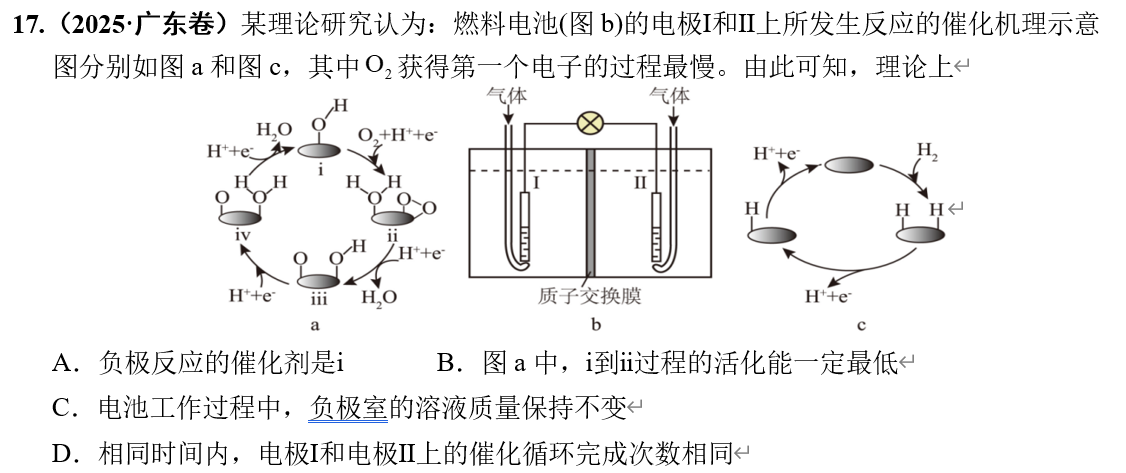 17.（2025·广东卷）某理论研究认为：燃料电池(图 b)的电极Ⅰ和Ⅱ上所发生反应的催化机理示意
图分别如图 a 和图 c，其中 O₂ 获得第一个电子的过程最慢。由此可知，理论上↵
H
O
H₂O
O₂+H⁺+e⁻
H⁺+e⁻
i
H H
O O
iv
H H
O O O
ii
H⁺+e⁻
O O H
H⁺+e⁻
iii
H₂O
a
气体 气体
I II
质子交换膜
b
H⁺+e⁻
H₂
H
H H↵
H⁺+e⁻
c
A．负极反应的催化剂是ⅰ B．图 a 中，ⅰ到ⅱ过程的活化能一定最低↵
C．电池工作过程中，负极室的溶液质量保持不变↵
D．相同时间内，电极Ⅰ和电极Ⅱ上的催化循环完成次数相同↵